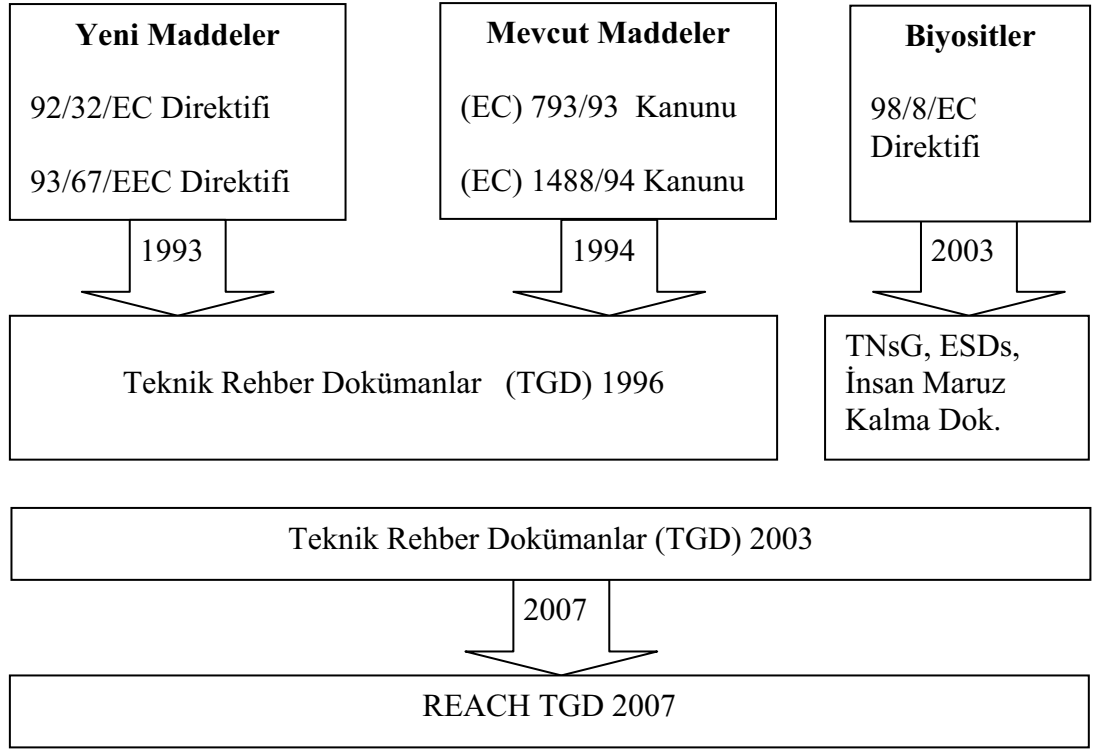 Yeni Maddeler
92/32/EC Direktifi
93/67/EEC Direktifi
Mevcut Maddeler
(EC) 793/93 Kanunu
(EC) 1488/94 Kanunu
Biyositler
98/8/EC
Direktifi
1993
1994
2003
Teknik Rehber Dokümanlar (TGD) 1996
TNsG, ESDs,
İnsan Maruz
Kalma Dok.
Teknik Rehber Dokümanlar (TGD) 2003
2007
REACH TGD 2007